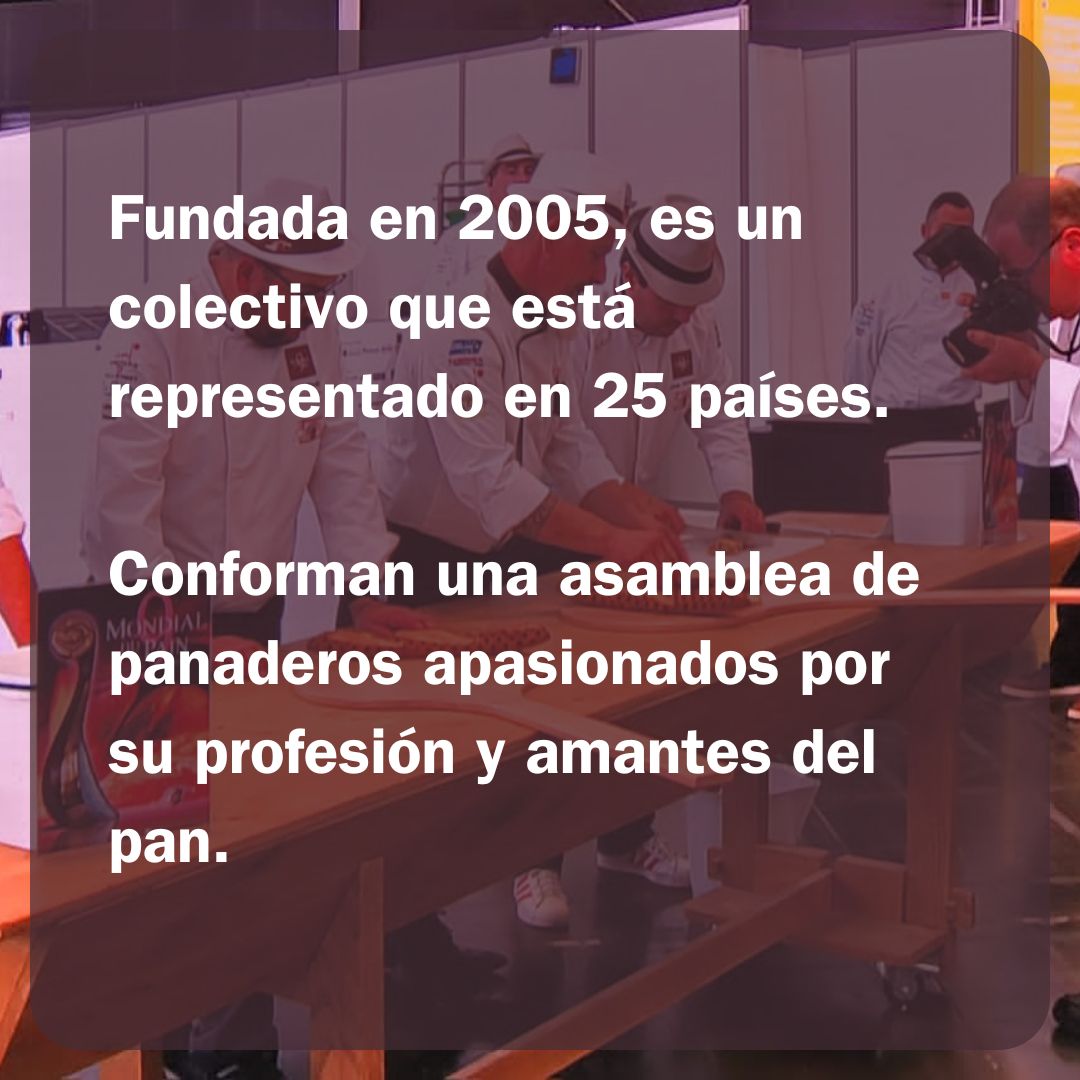 Fundada en 2005, es un
colectivo que está
representado en 25 países.
Conforman una asamblea de
panaderos apasionados por
su profesión y amantes del
pan.
MONDIAL